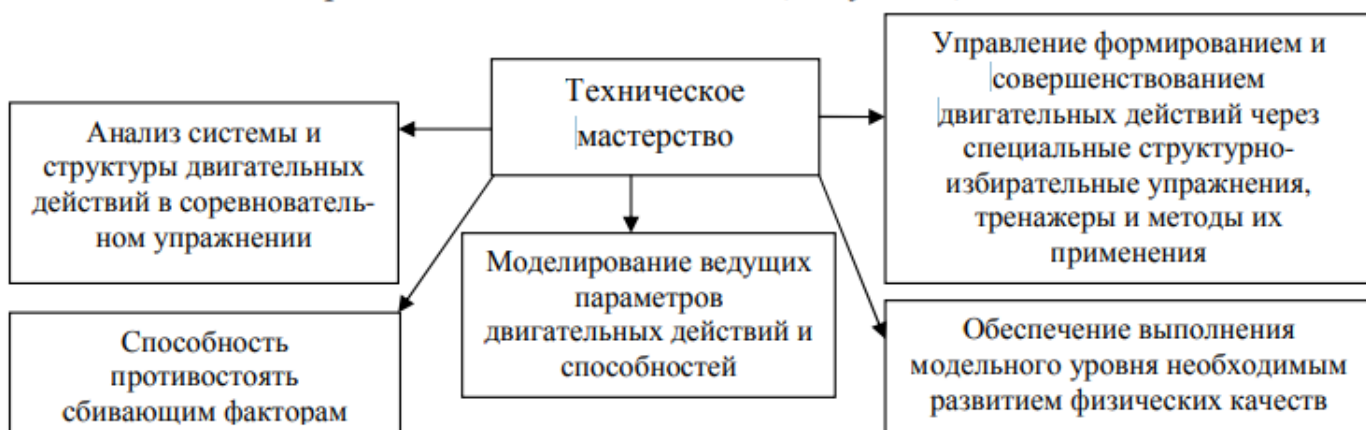 Техническое
мастерство
Анализ системы и
структуры двигательных
действий в соревнователь-
ном упражнении
Управление формированием и
совершенствованием
двигательных действий через
специальные структурно-
избирательные упражнения,
тренажеры и методы их
применения
Способность
противостоять
сбивающим факторам
Моделирование ведущих
параметров
двигательных действий и
способностей
Обеспечение выполнения
модельного уровня необходимым
развитием физических качеств